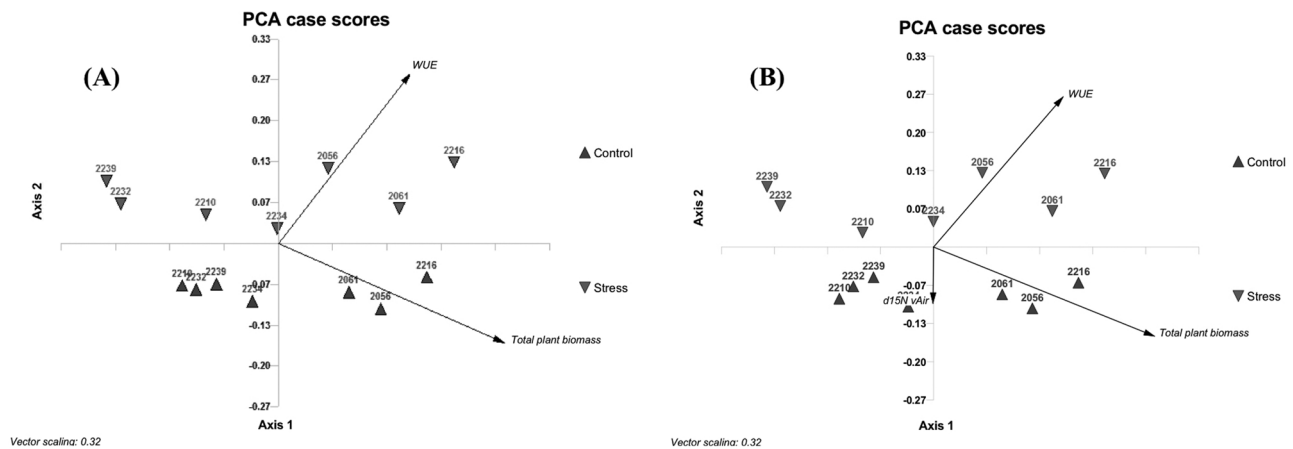 PCA case scores
(A)
0.33
0.27
0.20
0.13
0.07
-0.07
-0.13
-0.20
-0.27
WUE
2056
2216
2239
2232
2210
2061
2234
2216
2210
2232
2239
2061
2234
2056
Total plant biomass
Control
Stress
Axis 2
Axis 1
Vector scaling: 0.32
PCA case scores
(B)
0.33
0.27
0.20
0.13
0.07
-0.07
-0.13
-0.20
-0.27
WUE
2056
2216
2239
2232
2234
2061
2210
2239
2232
2216
2210
2061
d15N vAir
2056
Total plant biomass
Control
Stress
Axis 2
Axis 1
Vector scaling: 0.32